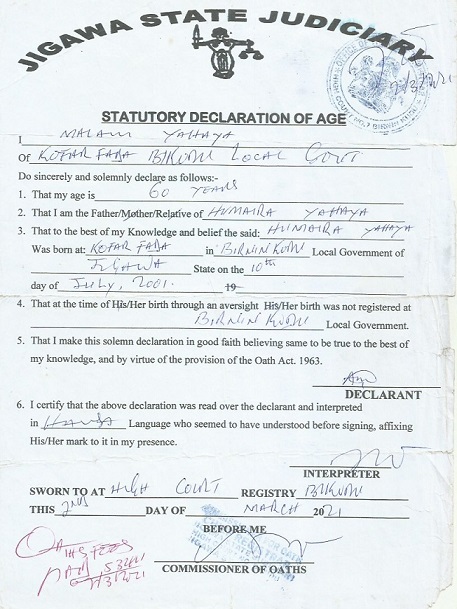 JIGAWA STATE JUDICIARY
2/3/2021
STATUTORY DECLARATION OF AGE
I MALAM YAHAYA
Of KOFAR FADA B/KUDU Local Court
Do sincerely and solemnly declare as follows:-
1. That my age is 60 YEARS
2. That I am the Father/Mother/Relative of HUMAIRA YAHAYA
3. That to the best of my Knowledge and belief the said: HUMAIRA YAHAYA
Was born at: KOFAR FADA in BIRNIN KUDU Local Government of
JIGAWA State on the 10th
day of July, 2001. 19
4. That at the time of His/Her birth through an aversight His/Her birth was not registered at
BIRNIN KUDU Local Government.
5. That I make this solemn declaration in good faith believing same to be true to the best of
my knowledge, and by virtue of the provision of the Oath Act. 1963.
DECLARANT
6. I certify that the above declaration was read over the declarant and interpreted
in HAUSA Language who seemed to have understood before signing, affixing
His/Her mark to it in my presence.
INTERPRETER
SWORN TO AT HIGH COURT REGISTRY B/KUDU
THIS 2nd DAY OF MARCH 2021
BEFORE ME
COMMISSIONER OF OATHS